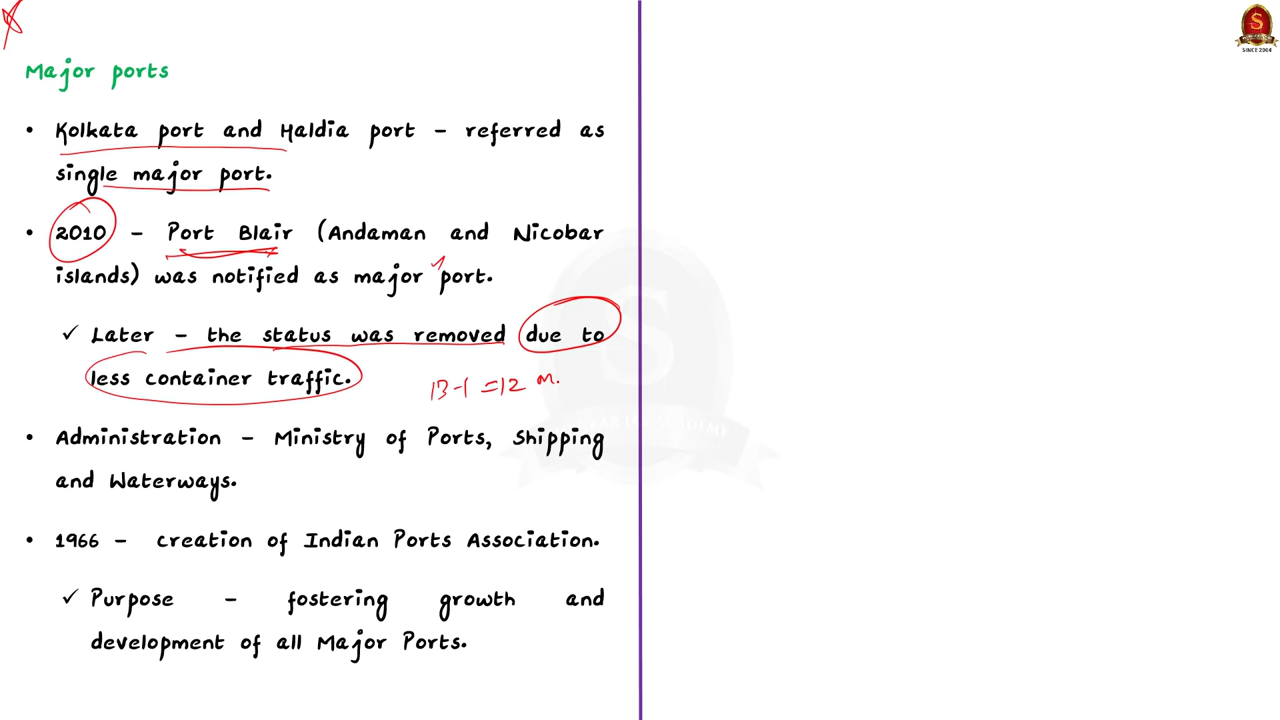 S
SINCE 2004
Major ports
• Kolkata port and Haldia port – referred as
single major port.
• 2010 – Port Blair (Andaman and Nicobar
islands) was notified as major port.
✓ Later – the status was removed due to
less container traffic.
13-1 = 12 m.
• Administration – Ministry of Ports, Shipping
and Waterways.
• 1966 – creation of Indian Ports Association.
✓ Purpose – fostering growth and
development of all Major Ports.